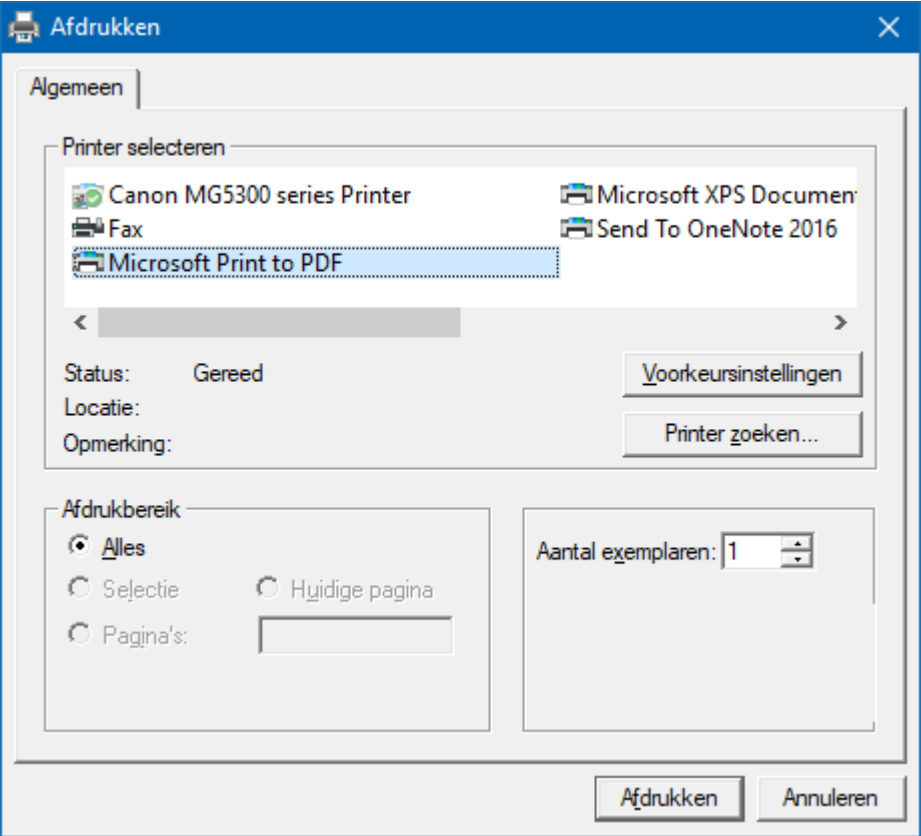 Afdrukken
Algemeen
Printer selecteren
Canon MG5300 series Printer
Microsoft XPS Documen
Fax
Send To OneNote 2016
Microsoft Print to PDF
Status: Gereed
Voorkeursinstellingen
Locatie:
Opmerking:
Printer zoeken...
Afdrukbereik
Alles
Aantal exemplaren: 1
Selectie
Huidige pagina
Pagina's:
Afdrukken
Annuleren